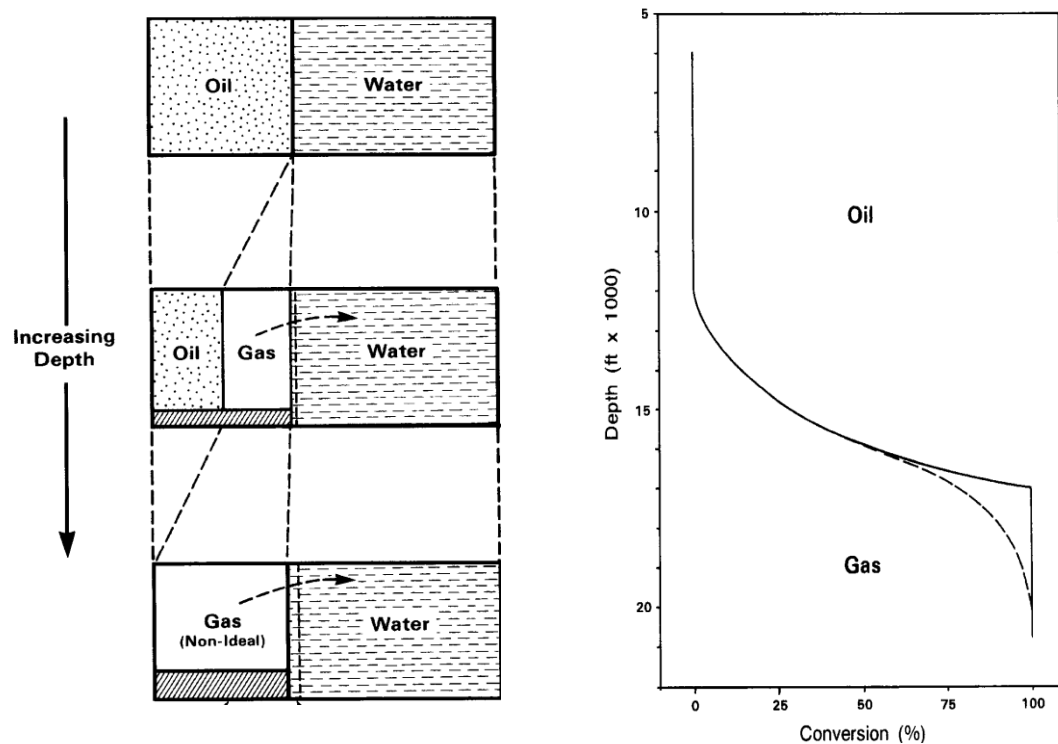 Oil
Water
Increasing
Depth
Oil
Gas
Water
Gas
(Non-Ideal)
Water
5
10
15
20
Depth (ft x 1000)
Oil
Gas
0
25
50
75
100
Conversion (%)